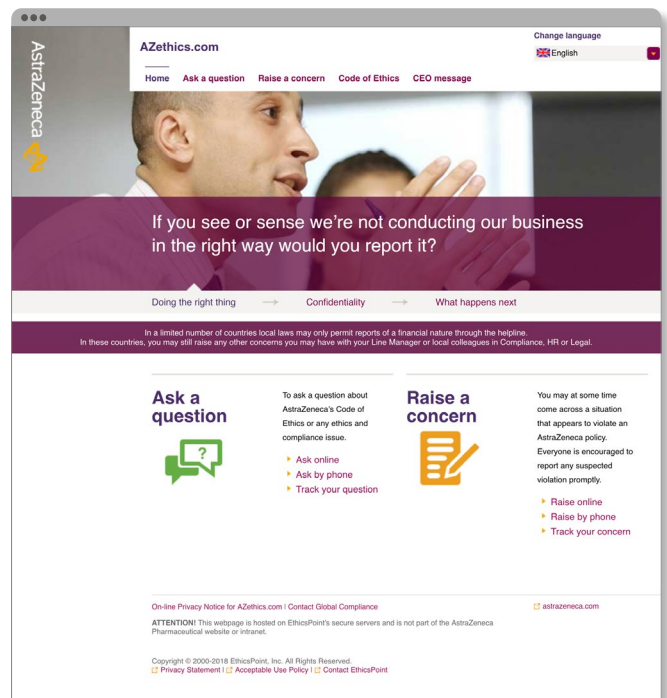 AstraZeneca
AZethics.com
Change language
English
Home Ask a question Raise a concern Code of Ethics CEO message
If you see or sense we're not conducting our business
in the right way would you report it?
Doing the right thing → Confidentiality → What happens next
In a limited number of countries local laws may only permit reports of a financial nature through the helpline.
In these countries, you may still raise any other concerns you may have with your Line Manager or local colleagues in Compliance, HR or Legal.
Ask a
question
?
To ask a question about
AstraZeneca's Code of
Ethics or any ethics and
compliance issue.
Ask online
Ask by phone
Track your question
Raise a
concern
You may at some time
come across a situation
that appears to violate an
AstraZeneca policy.
Everyone is encouraged to
report any suspected
violation promptly.
Raise online
Raise by phone
Track your concern
On-line Privacy Notice for AZethics.com | Contact Global Compliance
astrazeneca.com
ATTENTION! This webpage is hosted on EthicsPoint's secure servers and is not part of the AstraZeneca
Pharmaceutical website or intranet.
Copyright © 2000-2018 EthicsPoint, Inc. All Rights Reserved.
Privacy Statement | Acceptable Use Policy | Contact EthicsPoint